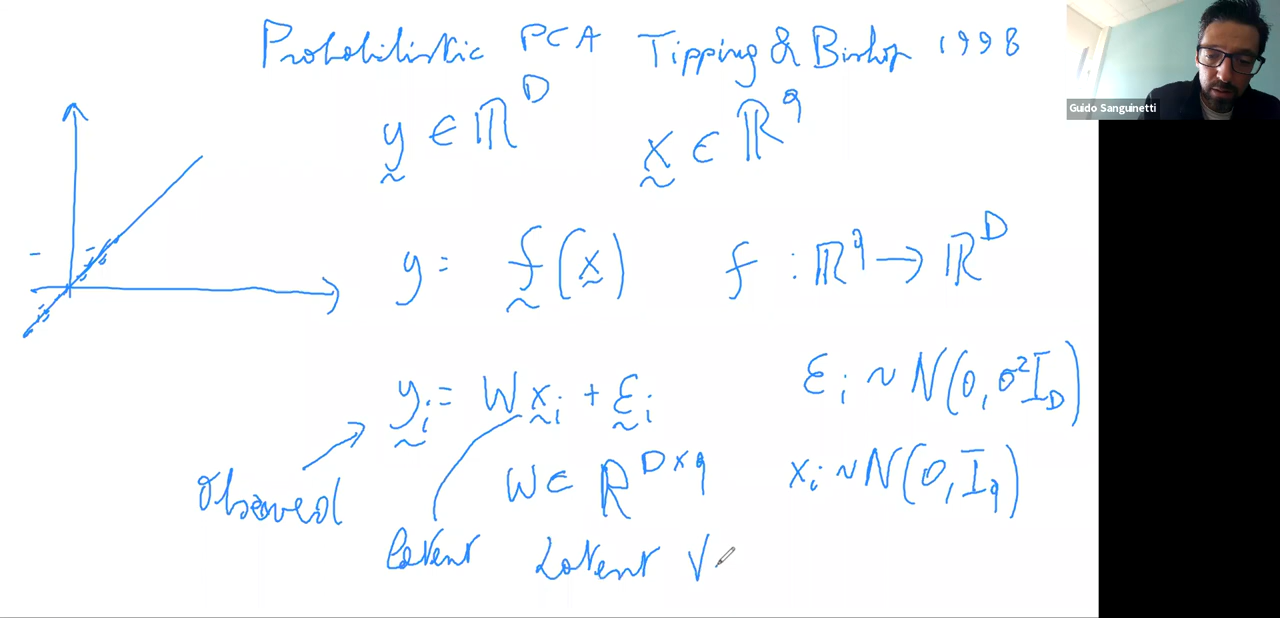 Probabilistic PCA Tipping & Bishop 1998
Guido Sanguinetti
y ∈ ℝ^D x ∈ ℝ^q
y = f(x) f : ℝ^q → ℝ^D
y_i = W x_i + ε_i ε_i ~ N(0, σ²I_D)
Observed W ∈ ℝ^{D×q} x_i ~ N(0, I_q)
Latent Latent V